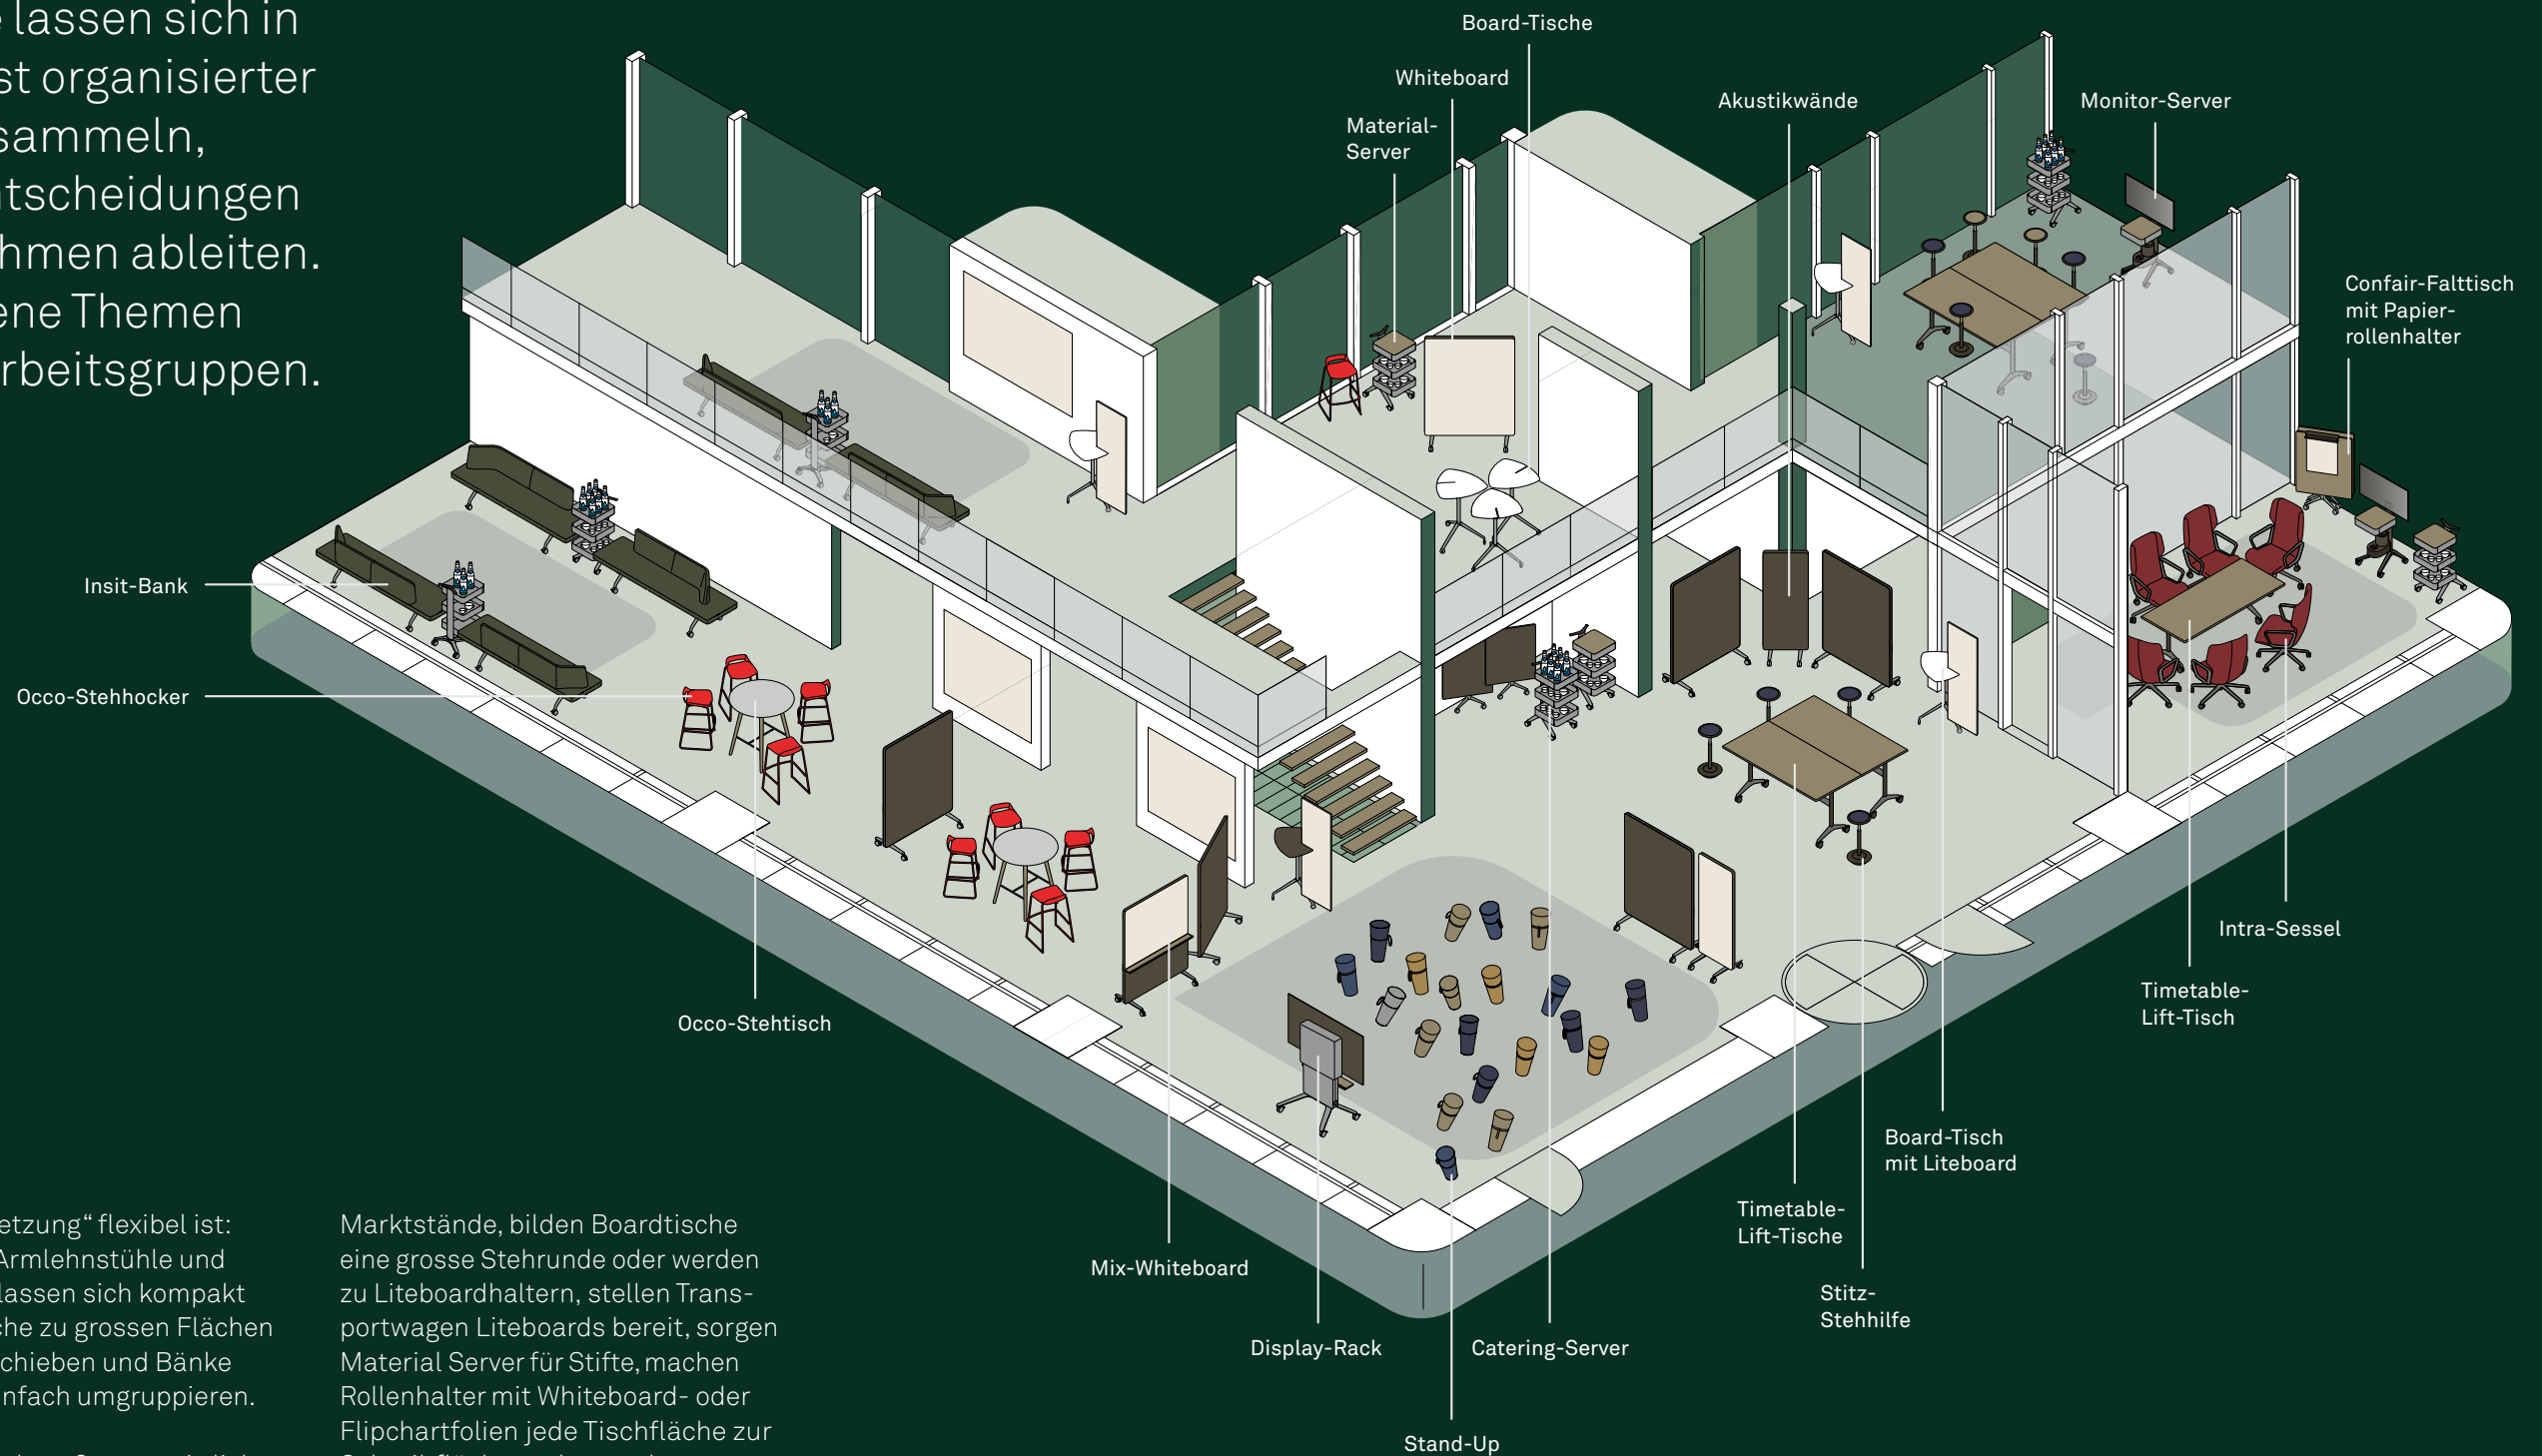 e lassen sich in
st organisierter
sammeln,
ntscheidungen
ahmen ableiten.
ene Themen
rbeitsgruppen.
Board-Tische
Whiteboard
Material-
Server
Akustikwände
Monitor-Server
Confair-Falttisch
mit Papier-
rollenhalter
Insit-Bank
Occo-Stehhocker
Occo-Stehtisch
Intra-Sessel
Timetable-
Lift-Tisch
Board-Tisch
mit Liteboard
Timetable-
Lift-Tische
Stitz-
Stehhilfe
Mix-Whiteboard
Display-Rack
Catering-Server
Stand-Up
etzung“ flexibel ist:
Armlehnstühle und
lassen sich kompakt
che zu grossen Flächen
chieben und Bänke
nfach umgruppieren.
Marktstände, bilden Boardtische
eine grosse Stehrunde oder werden
zu Liteboardhaltern, stellen Trans-
portwagen Liteboards bereit, sorgen
Material Server für Stifte, machen
Rollenhalter mit Whiteboard- oder
Flipchartfolien jede Tischfläche zur